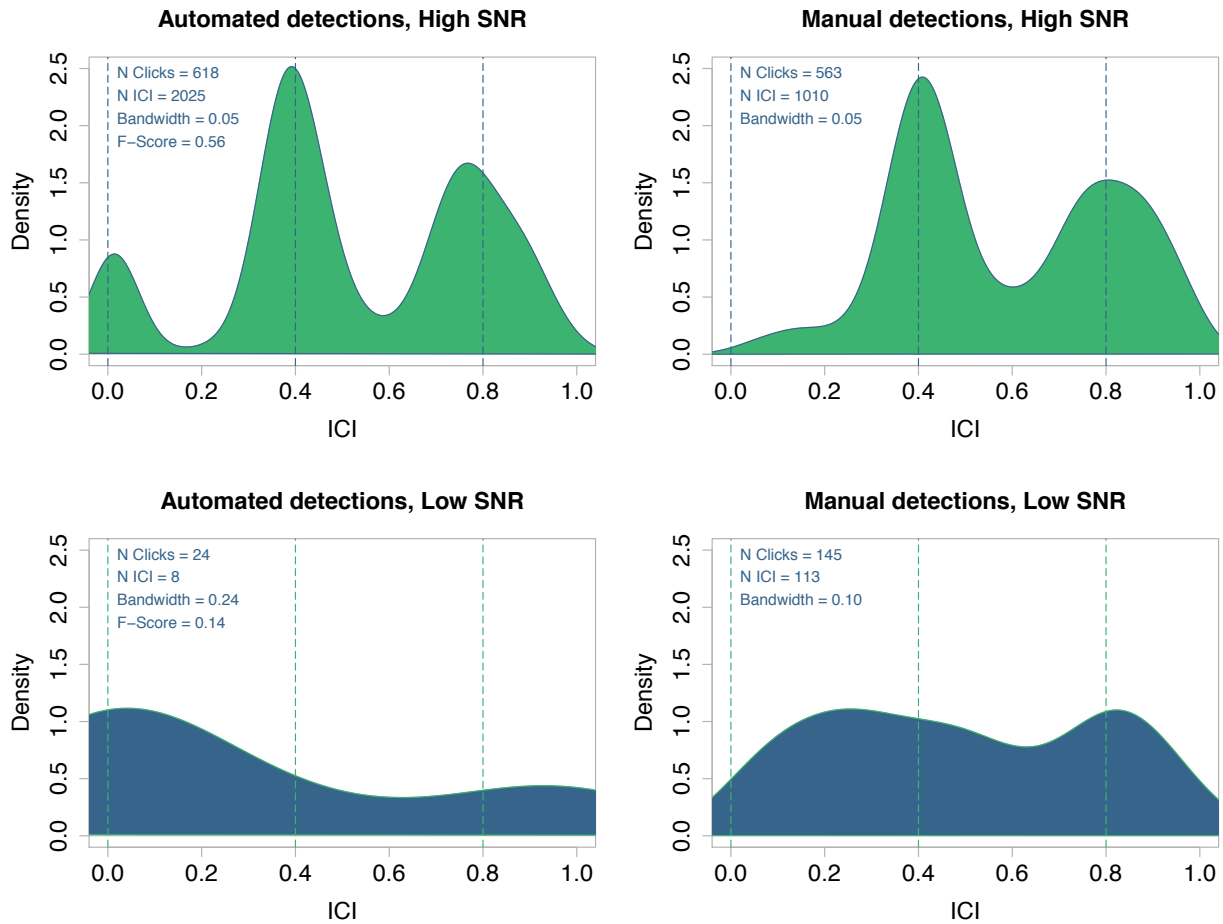 Automated detections, High SNR
N Clicks = 618
N ICI = 2025
Bandwidth = 0.05
F−Score = 0.56
Density
0.0 0.5 1.0 1.5 2.0 2.5
0.0 0.2 0.4 0.6 0.8 1.0
ICI
Manual detections, High SNR
N Clicks = 563
N ICI = 1010
Bandwidth = 0.05
Density
0.0 0.5 1.0 1.5 2.0 2.5
0.0 0.2 0.4 0.6 0.8 1.0
ICI
Automated detections, Low SNR
N Clicks = 24
N ICI = 8
Bandwidth = 0.24
F−Score = 0.14
Density
0.0 0.5 1.0 1.5 2.0 2.5
0.0 0.2 0.4 0.6 0.8 1.0
ICI
Manual detections, Low SNR
N Clicks = 145
N ICI = 113
Bandwidth = 0.10
Density
0.0 0.5 1.0 1.5 2.0 2.5
0.0 0.2 0.4 0.6 0.8 1.0
ICI